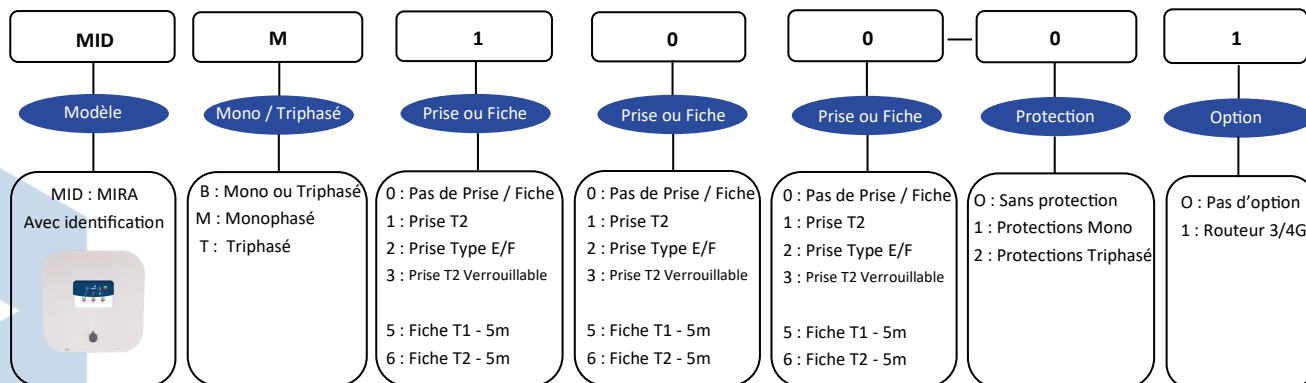 MID M 1 0 0 — 0 1
Modèle Mono / Triphasé Prise ou Fiche Prise ou Fiche Prise ou Fiche Protection Option
MID : MIRA
Avec identification
B : Mono ou Triphasé
M : Monophasé
T : Triphasé
0 : Pas de Prise / Fiche
1 : Prise T2
2 : Prise Type E/F
3 : Prise T2 Verrouillable
5 : Fiche T1 - 5m
6 : Fiche T2 - 5m
0 : Pas de Prise / Fiche
1 : Prise T2
2 : Prise Type E/F
3 : Prise T2 Verrouillable
5 : Fiche T1 - 5m
6 : Fiche T2 - 5m
0 : Pas de Prise / Fiche
1 : Prise T2
2 : Prise Type E/F
3 : Prise T2 Verrouillable
5 : Fiche T1 - 5m
6 : Fiche T2 - 5m
O : Sans protection
1 : Protections Mono
2 : Protections Triphasé
O : Pas d’option
1 : Routeur 3/4G